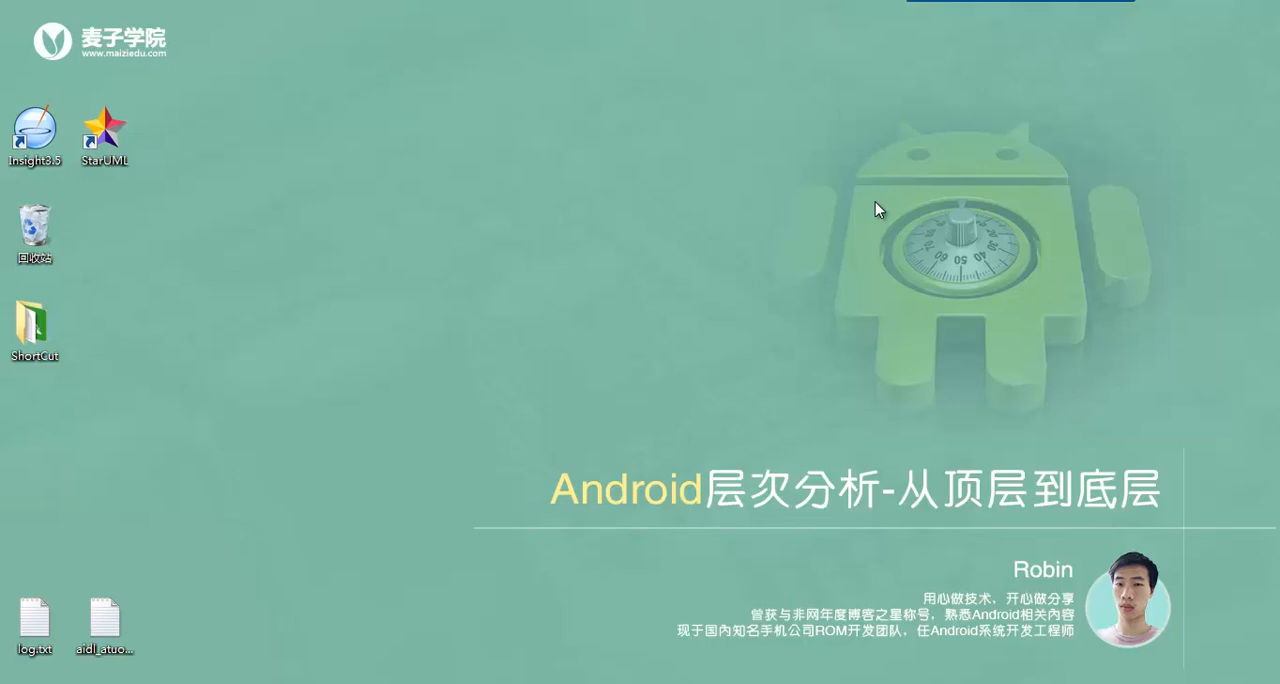 麦子学院
www.maiziedu.com
Insight3.5
StarUML
回收站
ShortCut
Android层次分析-从顶层到底层
Robin
用心做技术，开心做分享
曾获与非网年度博客之星称号，熟悉Android相关内容
现于国内知名手机公司ROM开发团队，任Android系统开发工程师
log.txt
aidl_atuo...